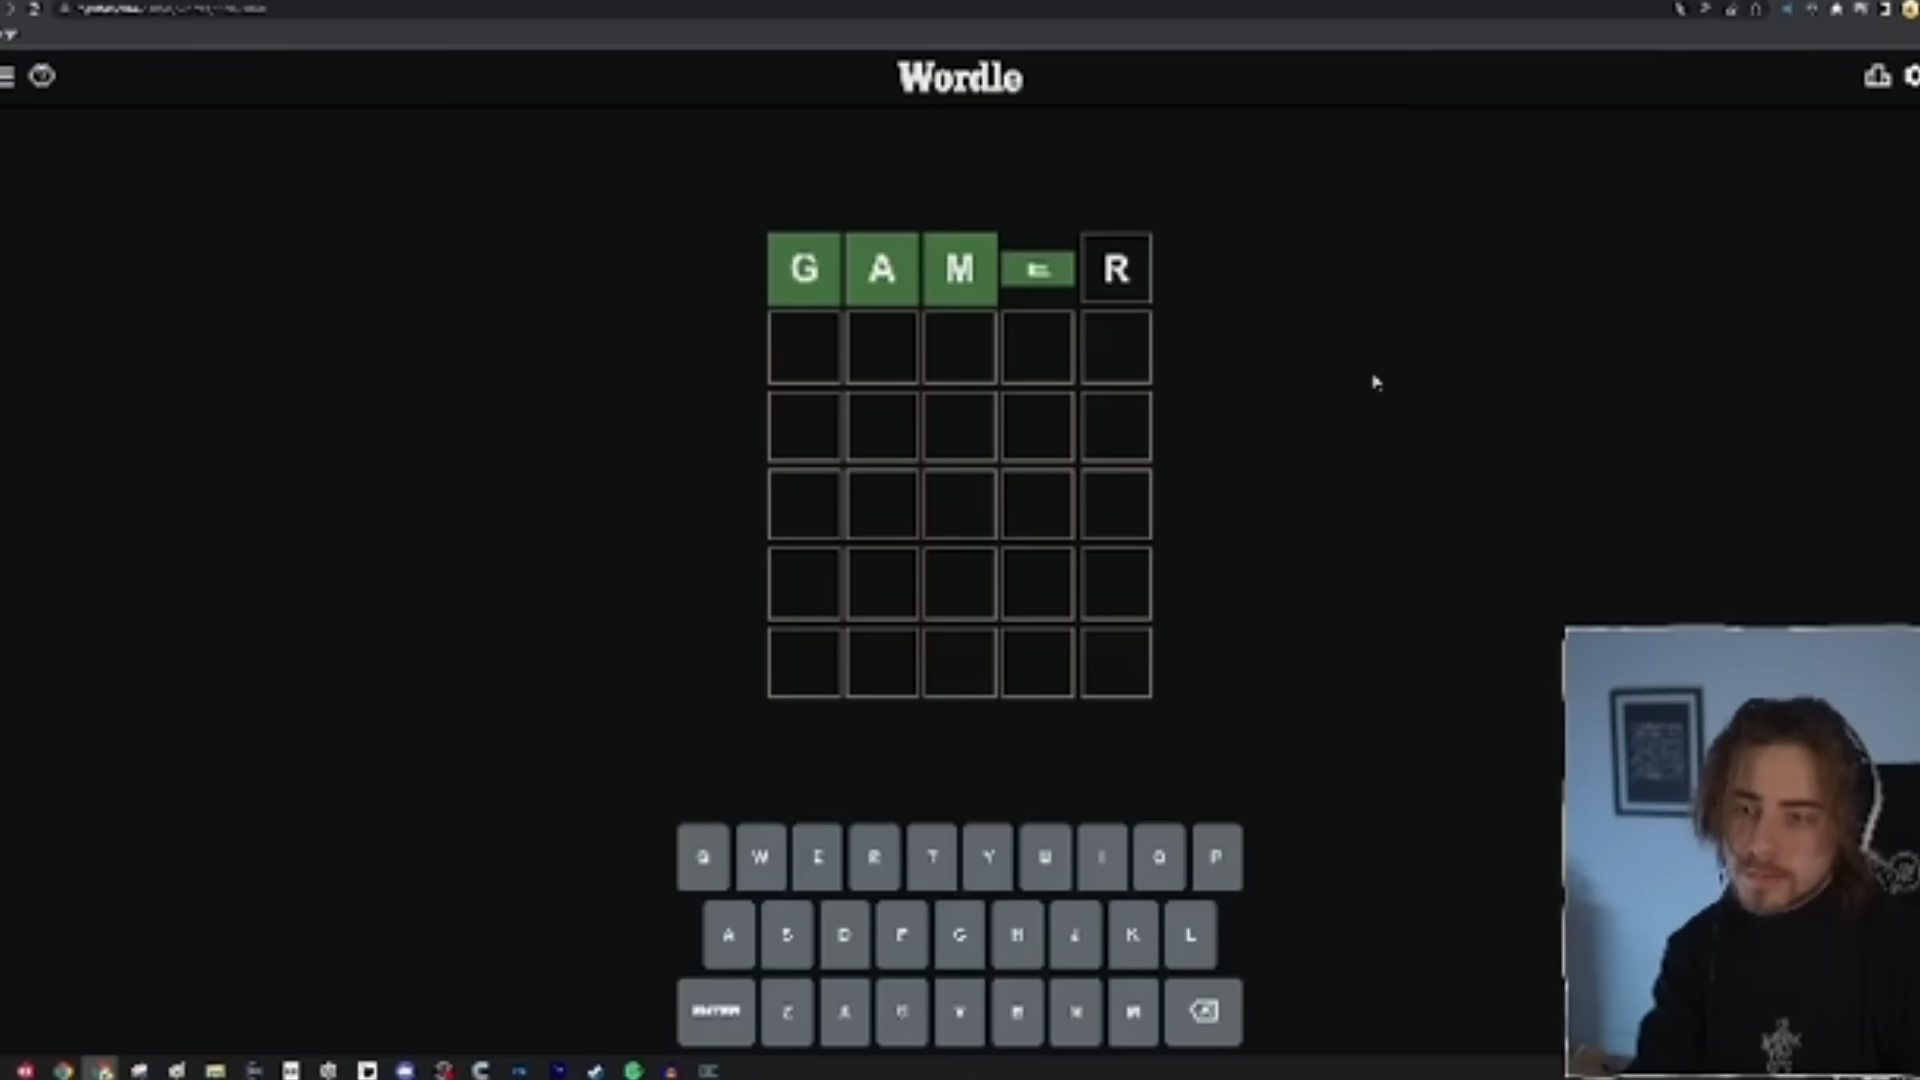 Wordle
G A M E R
Q W E R T Y U I O P
A S D F G H J K L
ENTER Z X C V B N M